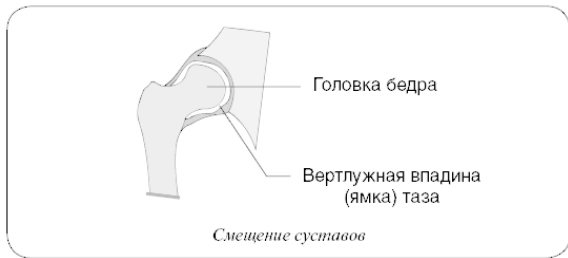 Головка бедра
Вертлужная впадина
(ямка) таза
Смещение суставов